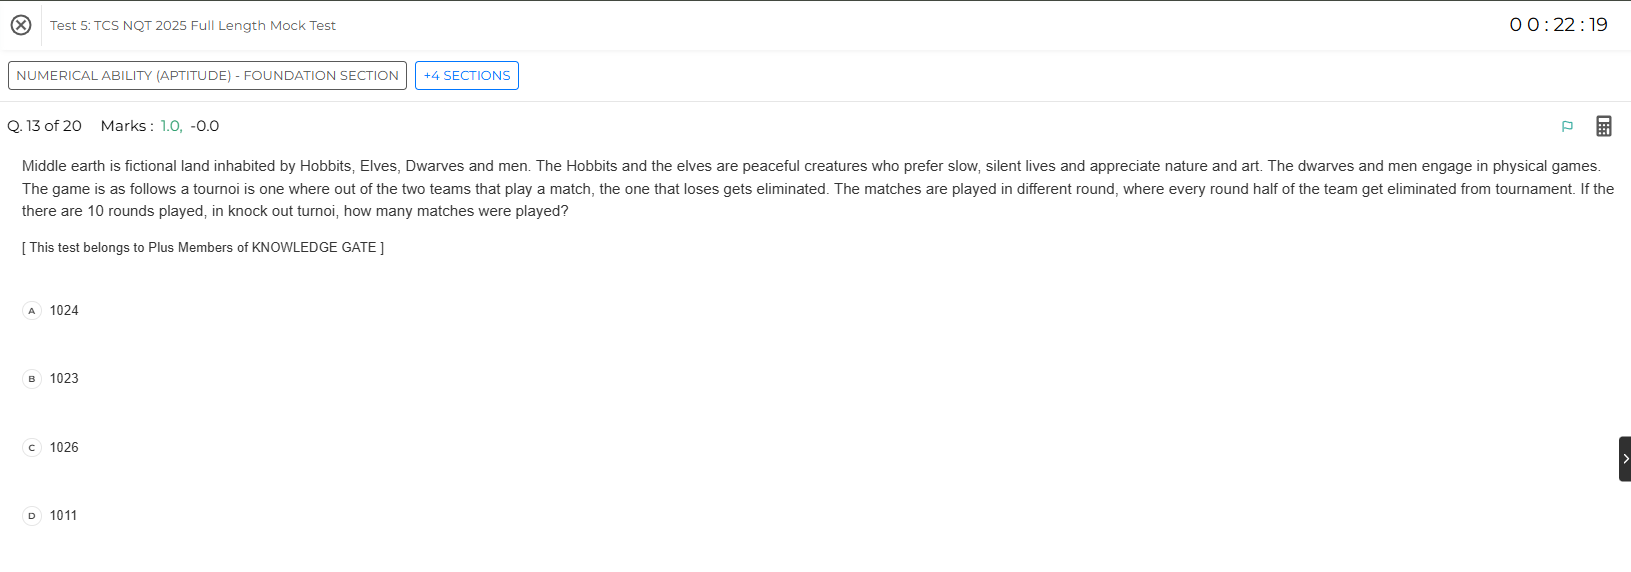 Test 5: TCS NQT 2025 Full Length Mock Test
0 0 : 22 : 19
NUMERICAL ABILITY (APTITUDE) - FOUNDATION SECTION
+4 SECTIONS
Q. 13 of 20 Marks : 1.0, -0.0
Middle earth is fictional land inhabited by Hobbits, Elves, Dwarves and men. The Hobbits and the elves are peaceful creatures who prefer slow, silent lives and appreciate nature and art. The dwarves and men engage in physical games.
The game is as follows a tournoi is one where out of the two teams that play a match, the one that loses gets eliminated. The matches are played in different round, where every round half of the team get eliminated from tournament. If the
there are 10 rounds played, in knock out turnoi, how many matches were played?
[ This test belongs to Plus Members of KNOWLEDGE GATE ]
A 1024
B 1023
C 1026
D 1011